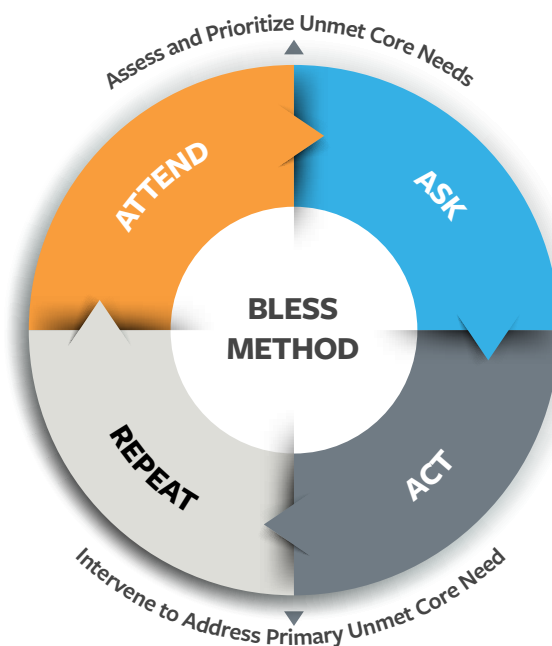 Assess and Prioritize Unmet Core Needs
ATTEND
ASK
BLESS
METHOD
REPEAT
ACT
Intervene to Address Primary Unmet Core Need